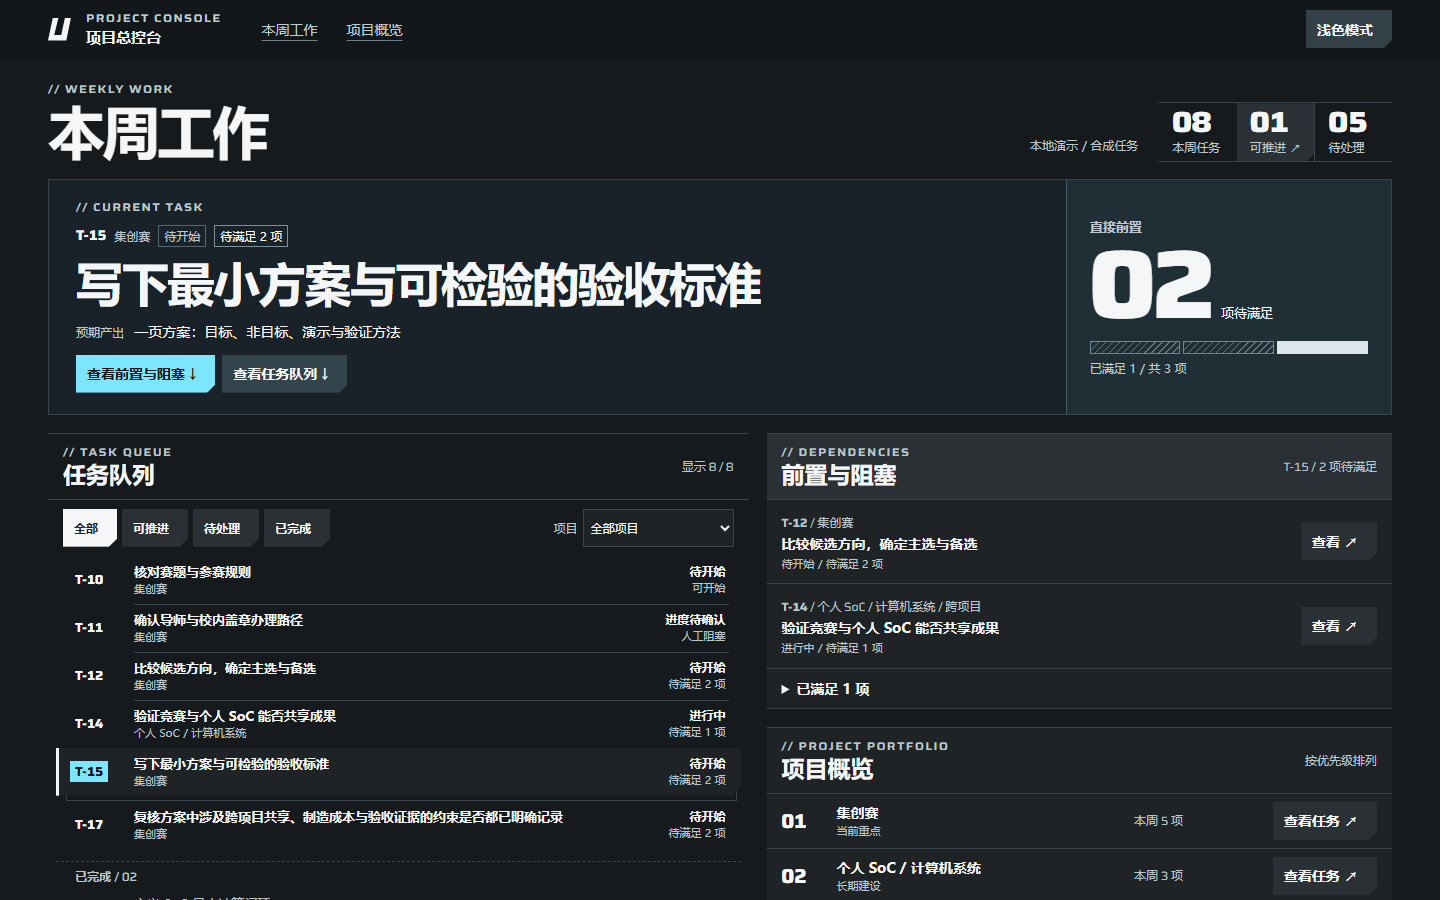 PROJECT CONSOLE
项目总控台
本周工作
项目概览
浅色模式
// WEEKLY WORK
本周工作
本地演示 / 合成任务
08
本周任务
01
可推进 ↗
05
待处理
// CURRENT TASK
T-15 集创赛 待开始 待满足 2 项
写下最小方案与可检验的验收标准
预期产出 一页方案：目标、非目标、演示与验证方法
查看前置与阻塞 ↓
查看任务队列 ↓
直接前置
02 项待满足
已满足 1 / 共 3 项
// TASK QUEUE
任务队列
显示 8 / 8
全部
可推进
待处理
已完成
项目
全部项目
T-10
核对赛题与参赛规则
集创赛
待开始
可开始
T-11
确认导师与校内盖章办理路径
集创赛
进度待确认
人工阻塞
T-12
比较候选方向，确定主选与备选
集创赛
待开始
待满足 2 项
T-14
验证竞赛与个人 SoC 能否共享成果
个人 SoC / 计算机系统
进行中
待满足 1 项
T-15
写下最小方案与可检验的验收标准
集创赛
待开始
待满足 2 项
T-17
复核方案中涉及跨项目共享、制造成本与验收证据的约束是否都已明确记录
集创赛
待开始
待满足 2 项
已完成 / 02
// DEPENDENCIES
前置与阻塞
T-15 / 2 项待满足
T-12 / 集创赛
比较候选方向，确定主选与备选
待开始 / 待满足 2 项
查看 ↗
T-14 / 个人 SoC / 计算机系统 / 跨项目
验证竞赛与个人 SoC 能否共享成果
进行中 / 待满足 1 项
查看 ↗
▶ 已满足 1 项
// PROJECT PORTFOLIO
项目概览
按优先级排列
01
集创赛
当前重点
本周 5 项
查看任务 ↗
02
个人 SoC / 计算机系统
长期建设
本周 3 项
查看任务 ↗